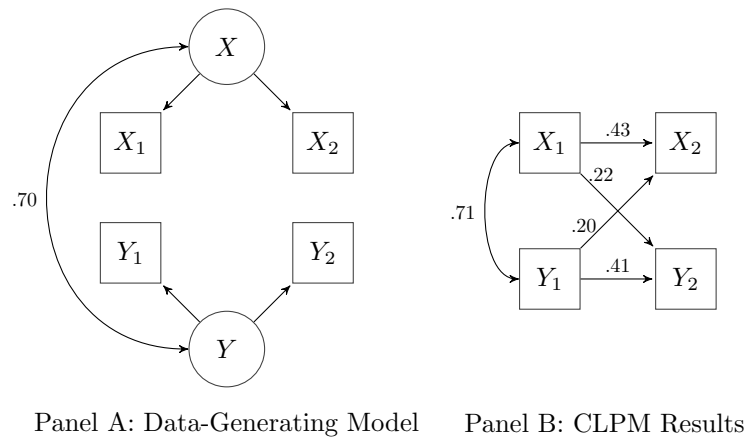 X
X₁ X₂
.70
Y₁ Y₂
Y
Panel A: Data-Generating Model
X₁ .43 X₂
.22
.71
.20
Y₁ .41 Y₂
Panel B: CLPM Results